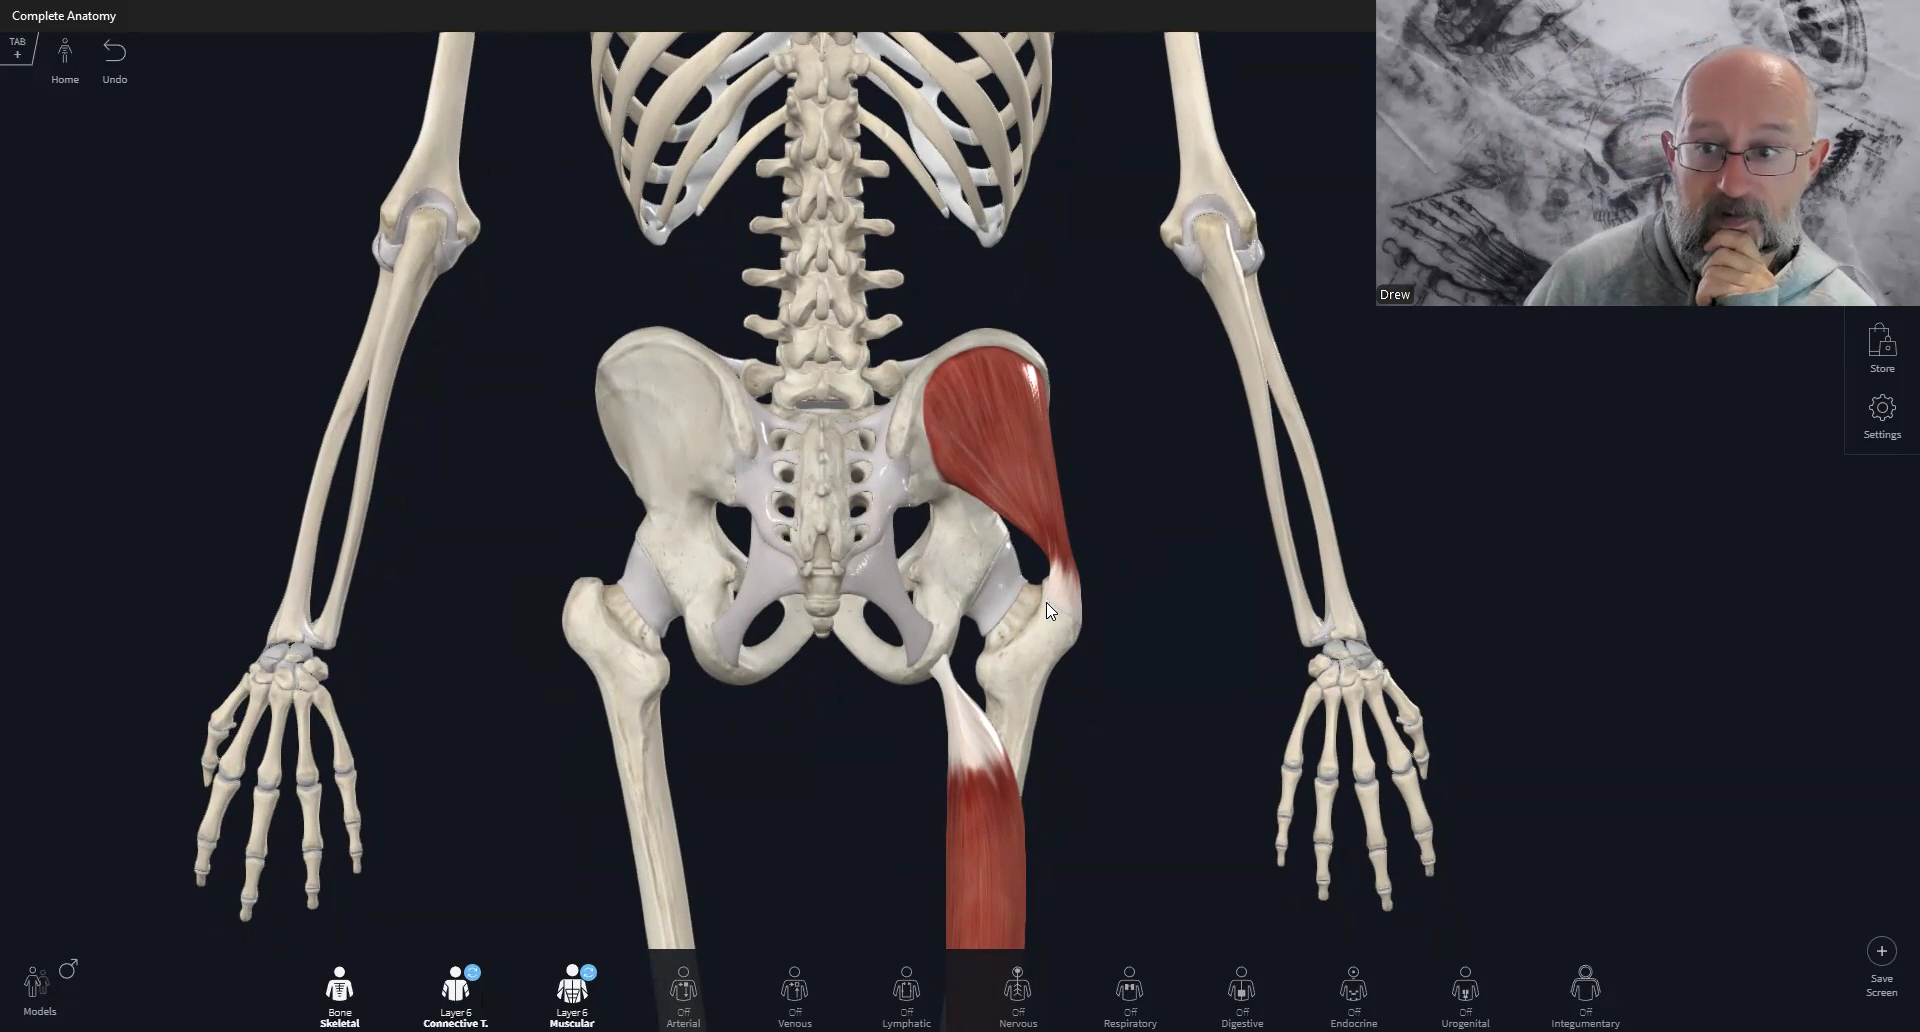 Complete Anatomy
TAB
+
Home
Undo
Drew
Store
Settings
Models
Bone
Skeletal
Layer 6
Connective T.
Layer 6
Muscular
Off
Arterial
Off
Venous
Off
Lymphatic
Off
Nervous
Off
Respiratory
Off
Digestive
Off
Endocrine
Off
Urogenital
Off
Integumentary
Save
Screen